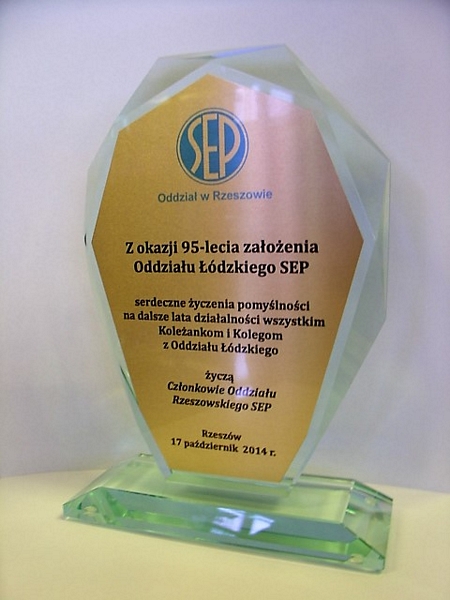 SEP
Oddział w Rzeszowie
Z okazji 95-lecia założenia
Oddziału Łódzkiego SEP
serdeczne życzenia pomyślności
na dalsze lata działalności wszystkim
Koleżankom i Kolegom
z Oddziału Łódzkiego
życzą
Członkowie Oddziału
Rzeszowskiego SEP
Rzeszów
17 październik 2014 r.